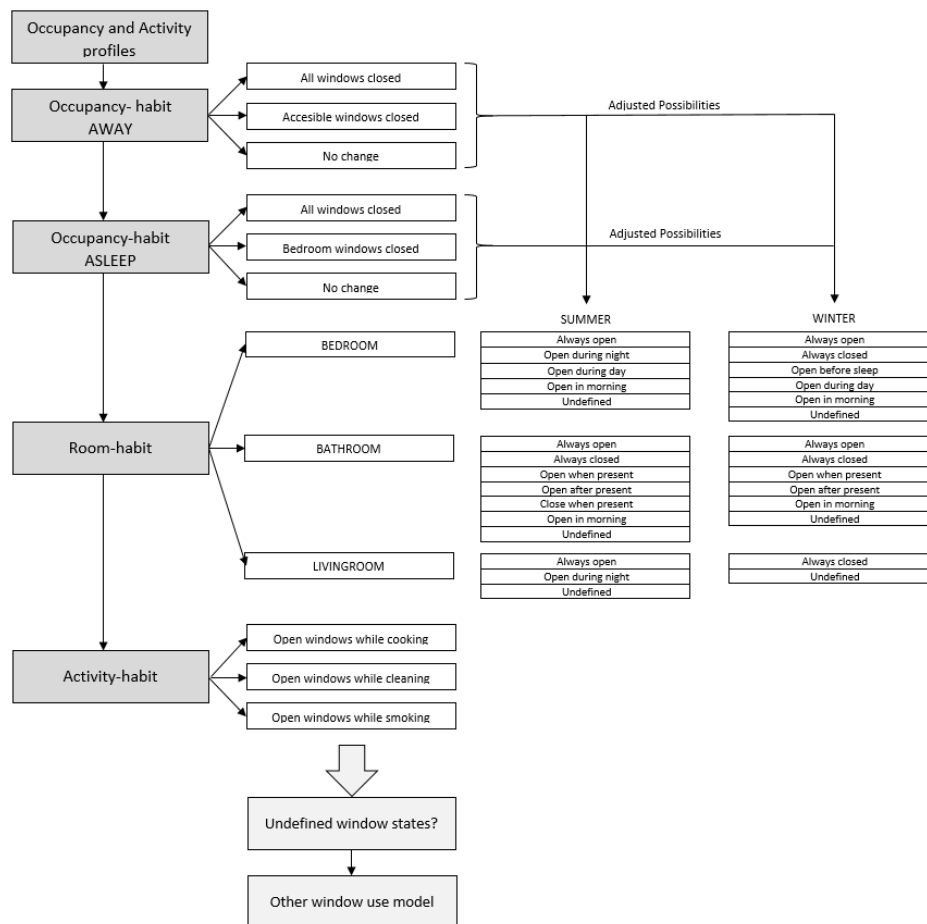 Occupancy and Activity
profiles
Occupancy- habit
AWAY
All windows closed
Accesible windows closed
No change
Adjusted Possibilities
Occupancy-habit
ASLEEP
All windows closed
Bedroom windows closed
No change
Adjusted Possibilities
SUMMER
WINTER
Room-habit
BEDROOM
Always open
Open during night
Open during day
Open in morning
Undefined
Always open
Always closed
Open before sleep
Open during day
Open in morning
Undefined
BATHROOM
Always open
Always closed
Open when present
Open after present
Close when present
Open in morning
Undefined
Always open
Always closed
Open when present
Open after present
Open in morning
Undefined
LIVINGROOM
Always open
Open during night
Undefined
Always closed
Undefined
Activity-habit
Open windows while cooking
Open windows while cleaning
Open windows while smoking
Undefined window states?
Other window use model